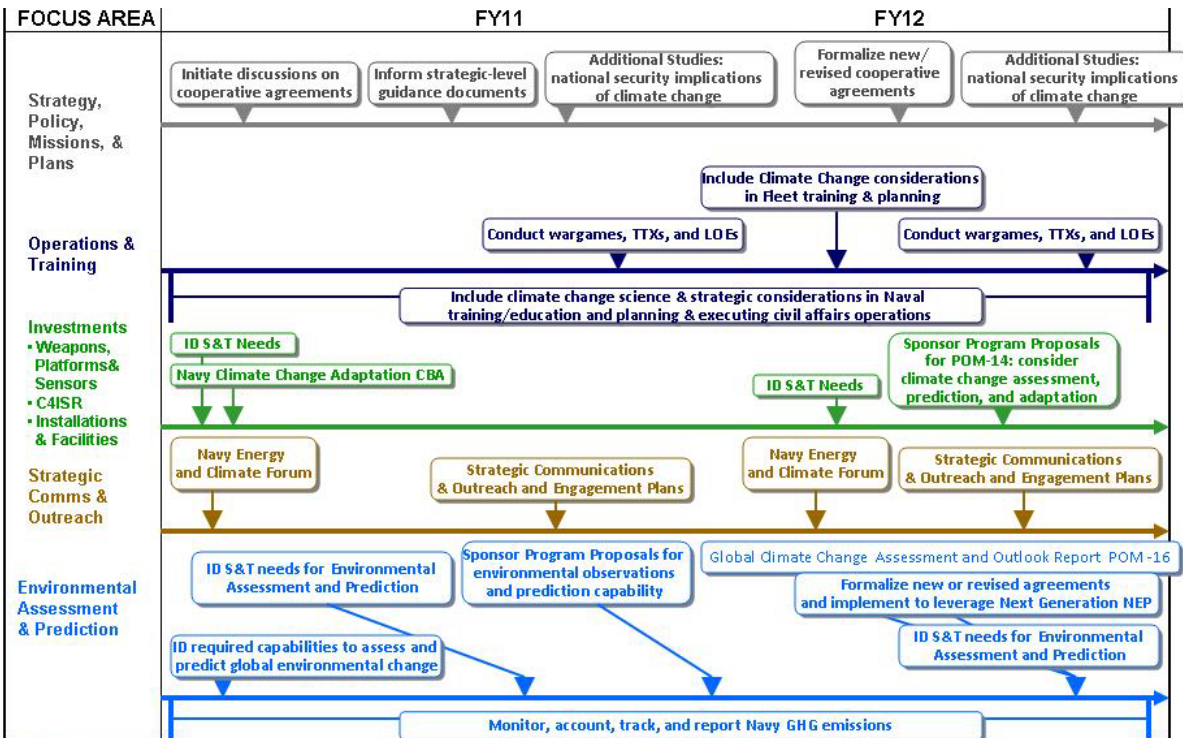 FOCUS AREA
FY11
FY12
Strategy,
Policy,
Missions, &
Plans
Initiate discussions on
cooperative agreements
Inform strategic-level
guidance documents
Additional Studies:
national security implications
of climate change
Formalize new/
revised cooperative
agreements
Additional Studies:
national security implications
of climate change
Operations &
Training
Include Climate Change considerations
in Fleet training & planning
Conduct wargames, TTXs, and LOEs
Conduct wargames, TTXs, and LOEs
Include climate change science & strategic considerations in Naval
training/education and planning & executing civil affairs operations
Investments
▪ Weapons,
Platforms&
Sensors
▪ C4ISR
▪ Installations
& Facilities
ID S&T Needs
Navy Climate Change Adaptation CBA
ID S&T Needs
Sponsor Program Proposals
for POM-14: consider
climate change assessment,
prediction, and adaptation
Strategic
Comms &
Outreach
Navy Energy
and Climate Forum
Strategic Communications
& Outreach and Engagement Plans
Navy Energy
and Climate Forum
Strategic Communications
& Outreach and Engagement Plans
Environmental
Assessment
& Prediction
ID S&T needs for Environmental
Assessment and Prediction
Sponsor Program Proposals for
environmental observations
and prediction capability
Global Climate Change Assessment and Outlook Report POM-16
Formalize new or revised agreements
and implement to leverage Next Generation NEP
ID required capabilities to assess and
predict global environmental change
ID S&T needs for Environmental
Assessment and Prediction
Monitor, account, track, and report Navy GHG emissions